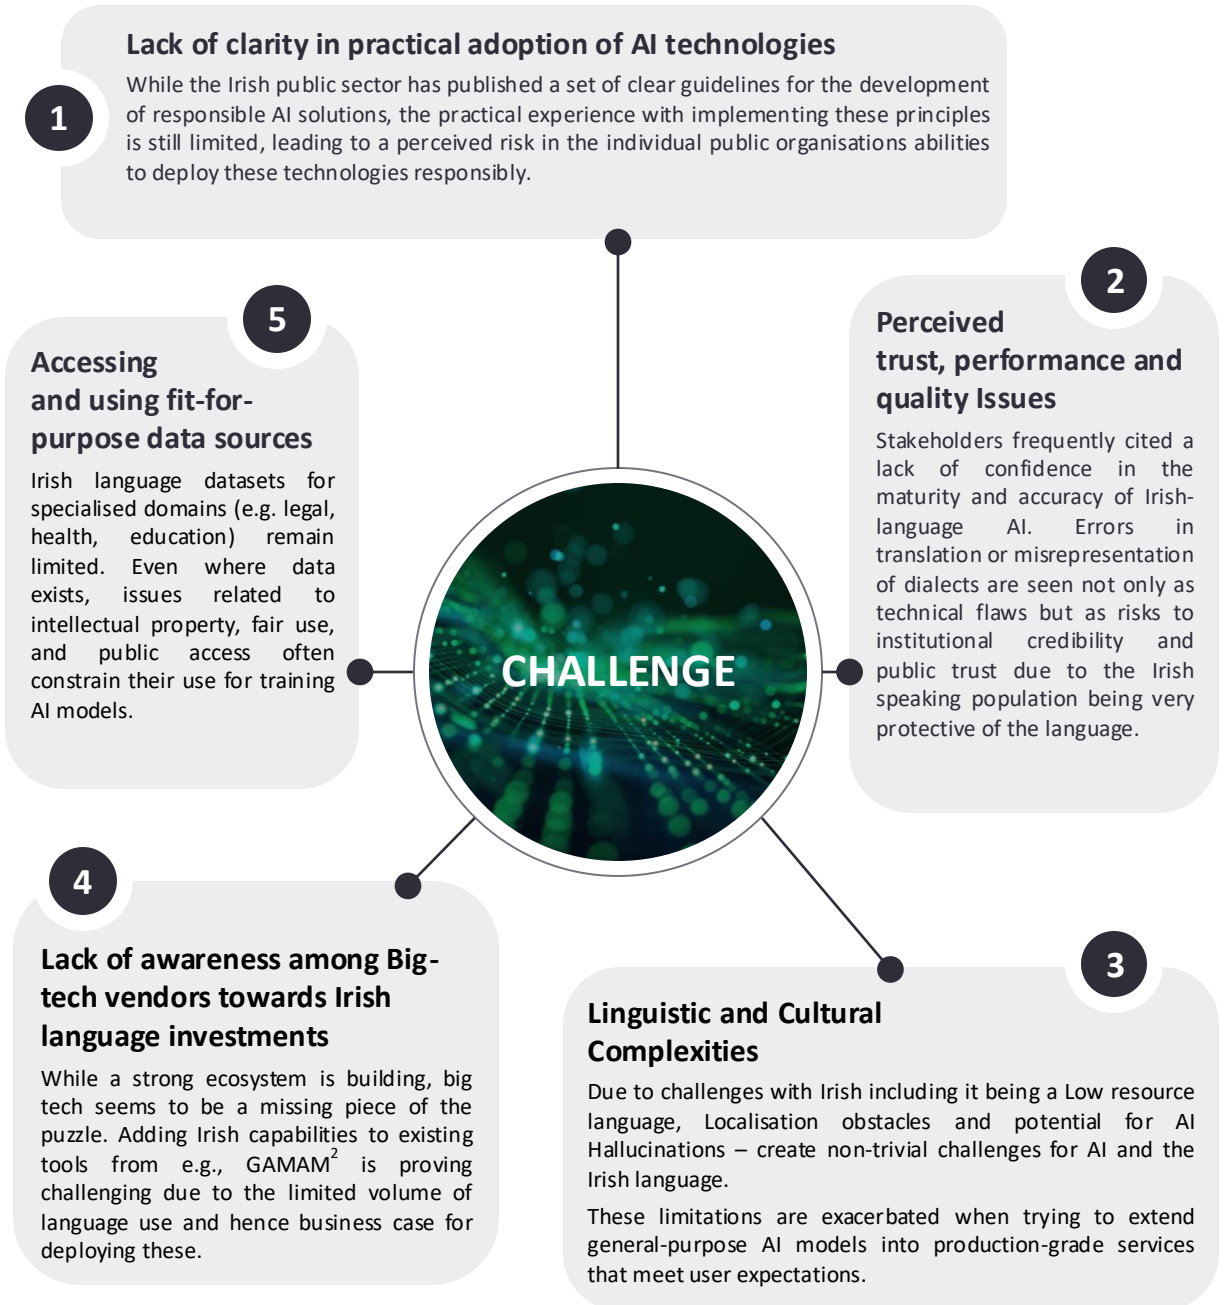 1
Lack of clarity in practical adoption of AI technologies
While the Irish public sector has published a set of clear guidelines for the development
of responsible AI solutions, the practical experience with implementing these principles
is still limited, leading to a perceived risk in the individual public organisations abilities
to deploy these technologies responsibly.
2
Perceived
trust, performance and
quality Issues
Stakeholders frequently cited a
lack of confidence in the
maturity and accuracy of Irish-
language AI. Errors in
translation or misrepresentation
of dialects are seen not only as
technical flaws but as risks to
institutional credibility and
public trust due to the Irish
speaking population being very
protective of the language.
5
Accessing
and using fit-for-
purpose data sources
Irish language datasets for
specialised domains (e.g. legal,
health, education) remain
limited. Even where data
exists, issues related to
intellectual property, fair use,
and public access often
constrain their use for training
AI models.
CHALLENGE
4
Lack of awareness among Big-
tech vendors towards Irish
language investments
While a strong ecosystem is building, big
tech seems to be a missing piece of the
puzzle. Adding Irish capabilities to existing
tools from e.g., GAMAM2 is proving
challenging due to the limited volume of
language use and hence business case for
deploying these.
3
Linguistic and Cultural
Complexities
Due to challenges with Irish including it being a Low resource
language, Localisation obstacles and potential for AI
Hallucinations – create non-trivial challenges for AI and the
Irish language.
These limitations are exacerbated when trying to extend
general-purpose AI models into production-grade services
that meet user expectations.